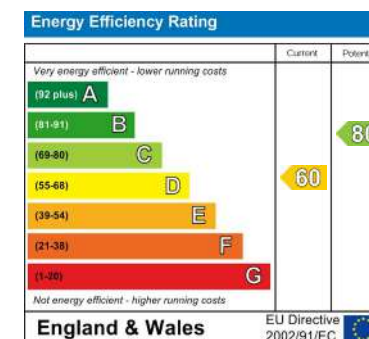 Energy Efficiency Rating
Current
Very energy efficient - lower running costs
(92 plus) A
(81-91) B
(69-80) C
(55-68) D
60
(39-54) E
(21-38) F
(1-20) G
Not energy efficient - higher running costs
England & Wales
EU Directive
2002/91/EC